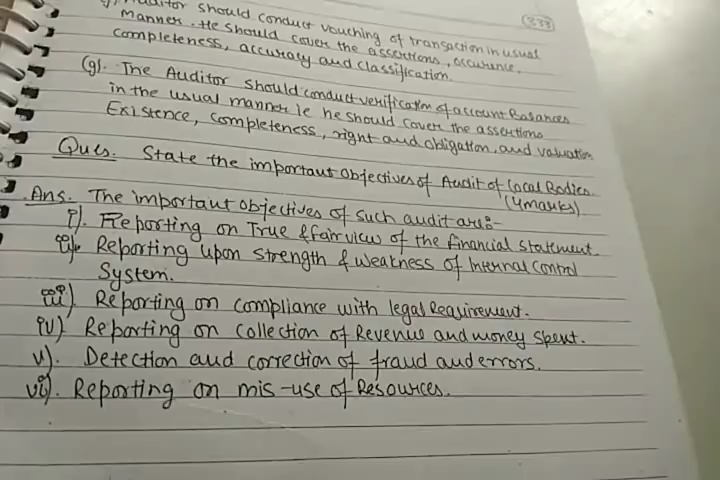 (333)
f). Auditor should conduct vouching of transaction in usual
manner. He should cover the assertions, occurance,
completeness, accuracy and classification.
(g). The Auditor should conduct verification of account Balances
in the usual manner ie he should cover the assertions
Existence, completeness, right and obligation, and valuation
Ques. State the important objectives of Audit of Local Bodies.
(4 marks)
Ans. The important objectives of such audit are:-
i). Reporting on True & fair view of the financial statement.
ii). Reporting upon strength & weakness of Internal Control
System.
iii) Reporting on compliance with legal Requirement.
iv) Reporting on collection of Revenue and money spent.
v). Detection and correction of fraud and errors.
vi). Reporting on mis-use of Resources.